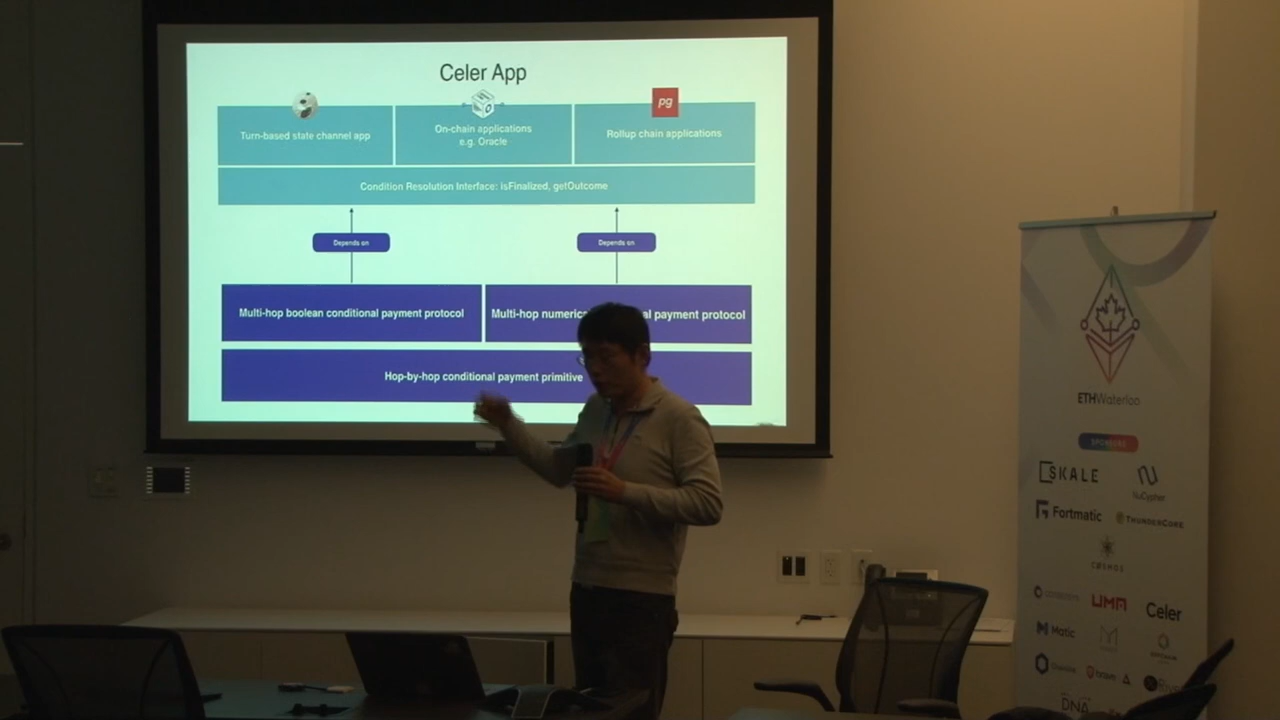 Celer App
Turn-based state channel app
On-chain applications
e.g. Oracle
pg
Rollup chain applications
Condition Resolution Interface: isFinalized, getOutcome
Depends on
Depends on
Multi-hop boolean conditional payment protocol
Multi-hop numeric al payment protocol
Hop-by-hop conditional payment primitive
ETHWaterloo
SPONSORS
SKALE
NuCypher
Fortmatic
THUNDERCORE
COSMOS
UMA
Celer
Matic
DNA